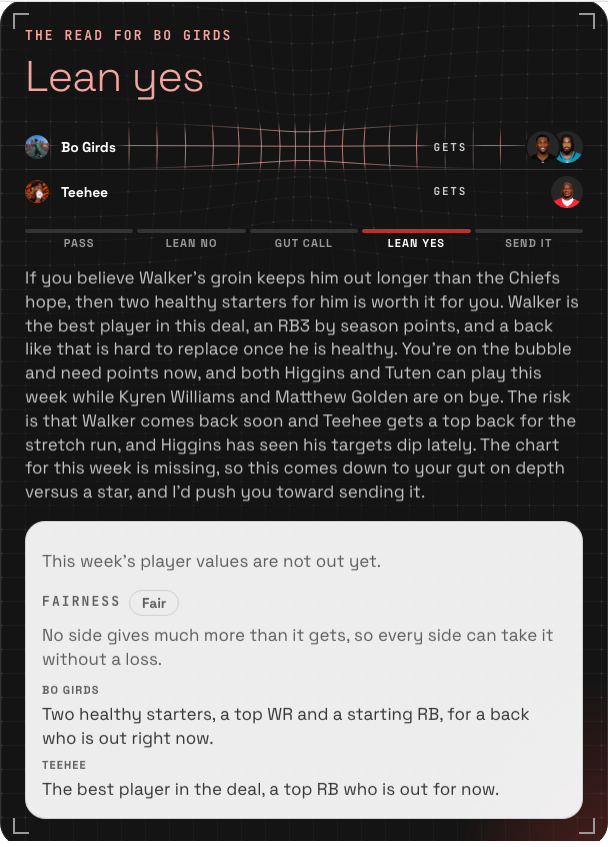 THE READ FOR BO GIRDS
Lean yes
Bo Girds GETS
Teehee GETS
PASS LEAN NO GUT CALL LEAN YES SEND IT
If you believe Walker's groin keeps him out longer than the Chiefs
hope, then two healthy starters for him is worth it for you. Walker is
the best player in this deal, an RB3 by season points, and a back
like that is hard to replace once he is healthy. You're on the bubble
and need points now, and both Higgins and Tuten can play this
week while Kyren Williams and Matthew Golden are on bye. The risk
is that Walker comes back soon and Teehee gets a top back for the
stretch run, and Higgins has seen his targets dip lately. The chart
for this week is missing, so this comes down to your gut on depth
versus a star, and I'd push you toward sending it.
This week's player values are not out yet.
FAIRNESS Fair
No side gives much more than it gets, so every side can take it
without a loss.
BO GIRDS
Two healthy starters, a top WR and a starting RB, for a back
who is out right now.
TEEHEE
The best player in the deal, a top RB who is out for now.